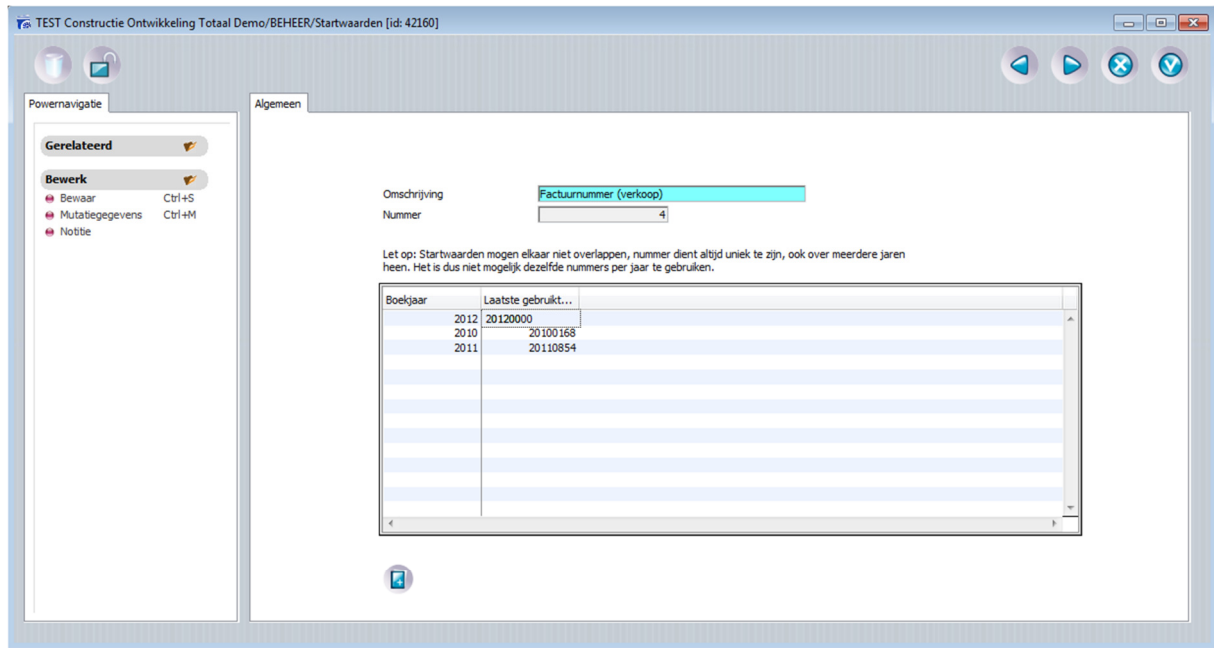 TEST Constructie Ontwikkeling Totaal Demo/BEHEER/Startwaarden [id: 42160]
Powernavigatie
Algemeen
Gerelateerd
Bewerk
Bewaar Ctrl+S
Mutatiegegevens Ctrl+M
Notitie
Omschrijving Factuurnummer (verkoop)
Nummer 4
Let op: Startwaarden mogen elkaar niet overlappen, nummer dient altijd uniek te zijn, ook over meerdere jaren
heen. Het is dus niet mogelijk dezelfde nummers per jaar te gebruiken.
Boekjaar Laatste gebruikt...
2012 20120000
2010 20100168
2011 20110854